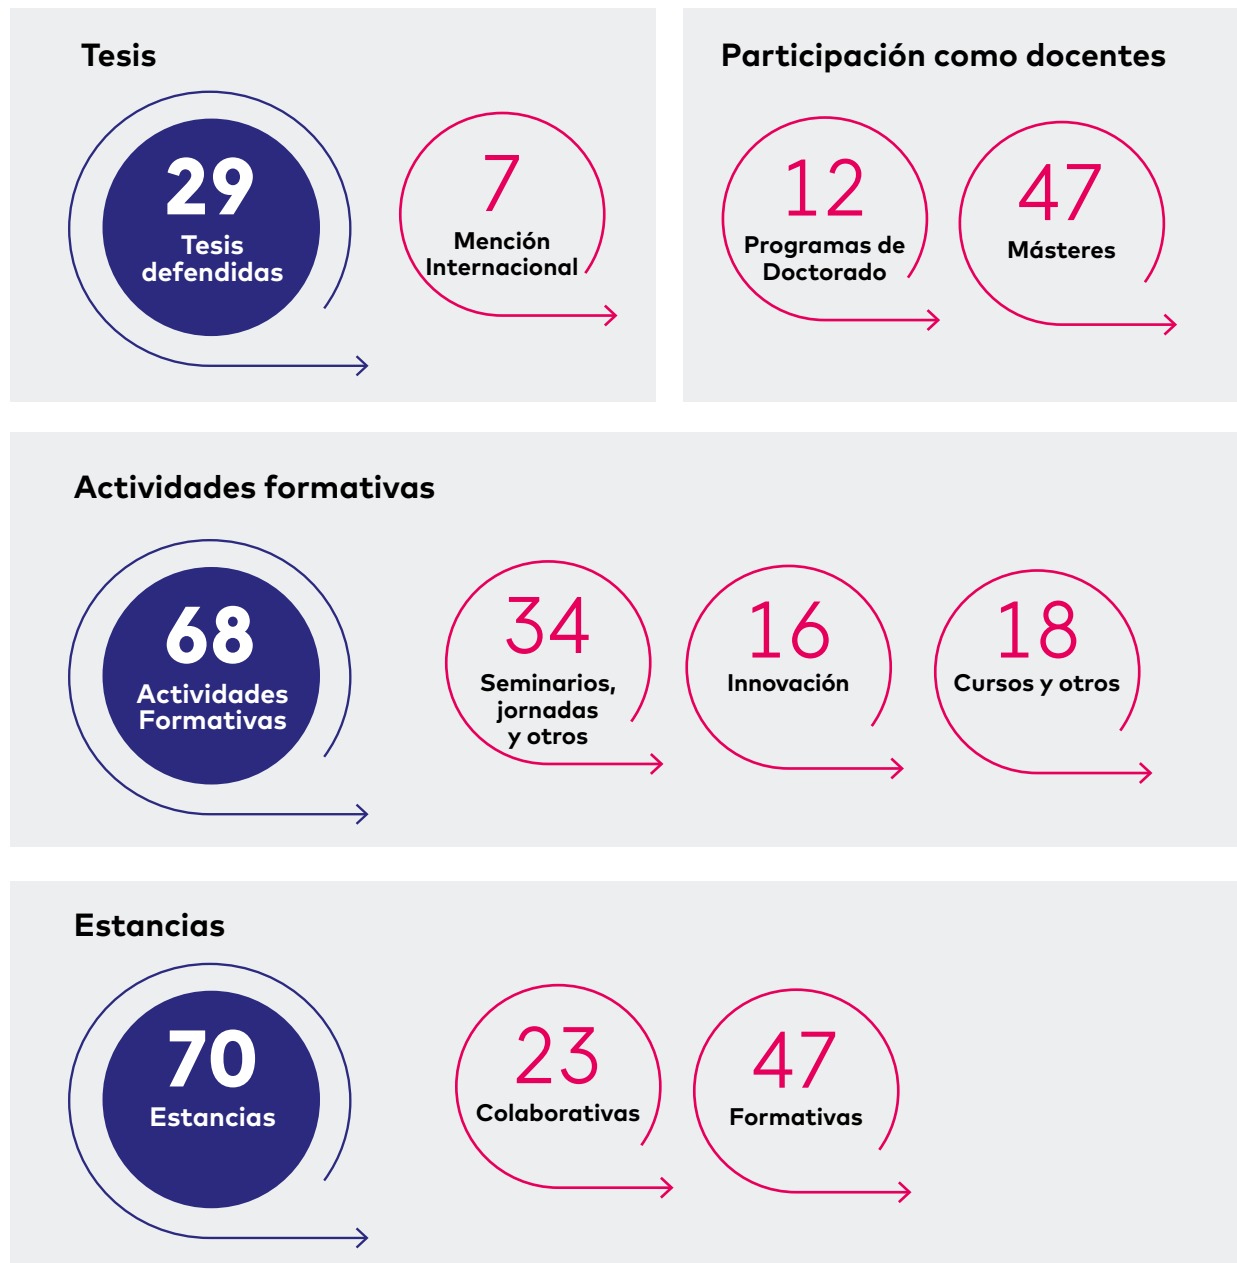 Tesis
29
Tesis
defendidas
7
Mención
Internacional
Participación como docentes
12
Programas de
Doctorado
47
Másteres
Actividades formativas
68
Actividades
Formativas
34
Seminarios,
jornadas
y otros
16
Innovación
18
Cursos y otros
Estancias
70
Estancias
23
Colaborativas
47
Formativas